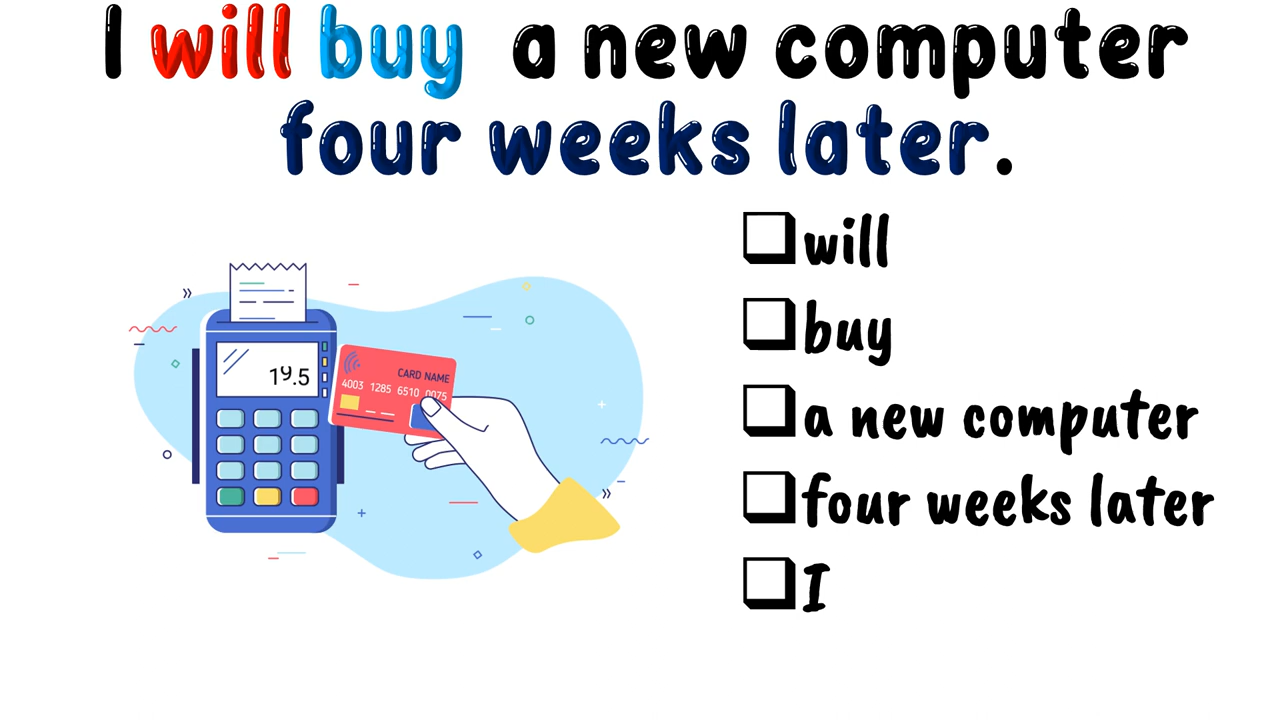 I will buy a new computer
four weeks later.
will
buy
a new computer
four weeks later
I
19.5
CARD NAME
4003 1285 6510 0075